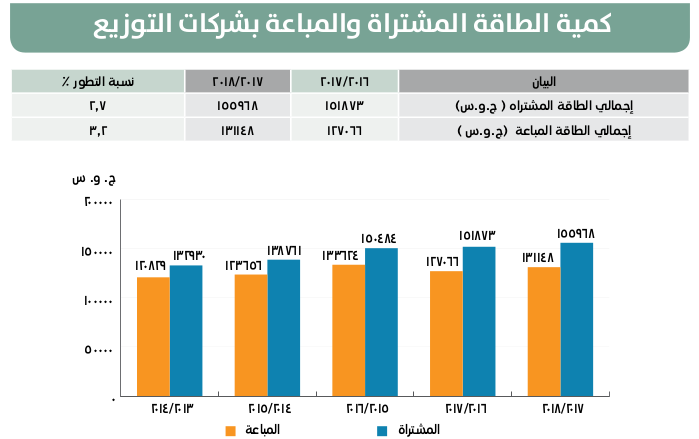 كمية الطاقة المشتراة والمباعة بشركات التوزيع
البيان ٢٠١٧/٢٠١٦ ٢٠١٨/٢٠١٧ نسبة التطور ٪
إجمالي الطاقة المشتراه ( ج.و.س) ١٥١٨٧٣ ١٥٥٩٦٨ ٢,٧
إجمالي الطاقة المباعة (ج.و.س ) ١٢٧٠٦٦ ١٣١١٤٨ ٣,٢
ج. و. س
٢٠٠٠٠٠
١٥٠٠٠٠
١٠٠٠٠٠
٥٠٠٠٠
٠
١٢٠٨٢٩ ١٣٢٩٣٠
١٢٣٦٥٦ ١٣٨٧٦١
١٣٣٦٢٤ ١٥٠٤٨٤
١٢٧٠٦٦ ١٥١٨٧٣
١٣١١٤٨ ١٥٥٩٦٨
٢٠١٤/٢٠١٣ ٢٠١٥/٢٠١٤ ٢٠١٦/٢٠١٥ ٢٠١٧/٢٠١٦ ٢٠١٨/٢٠١٧
المشتراة المباعة